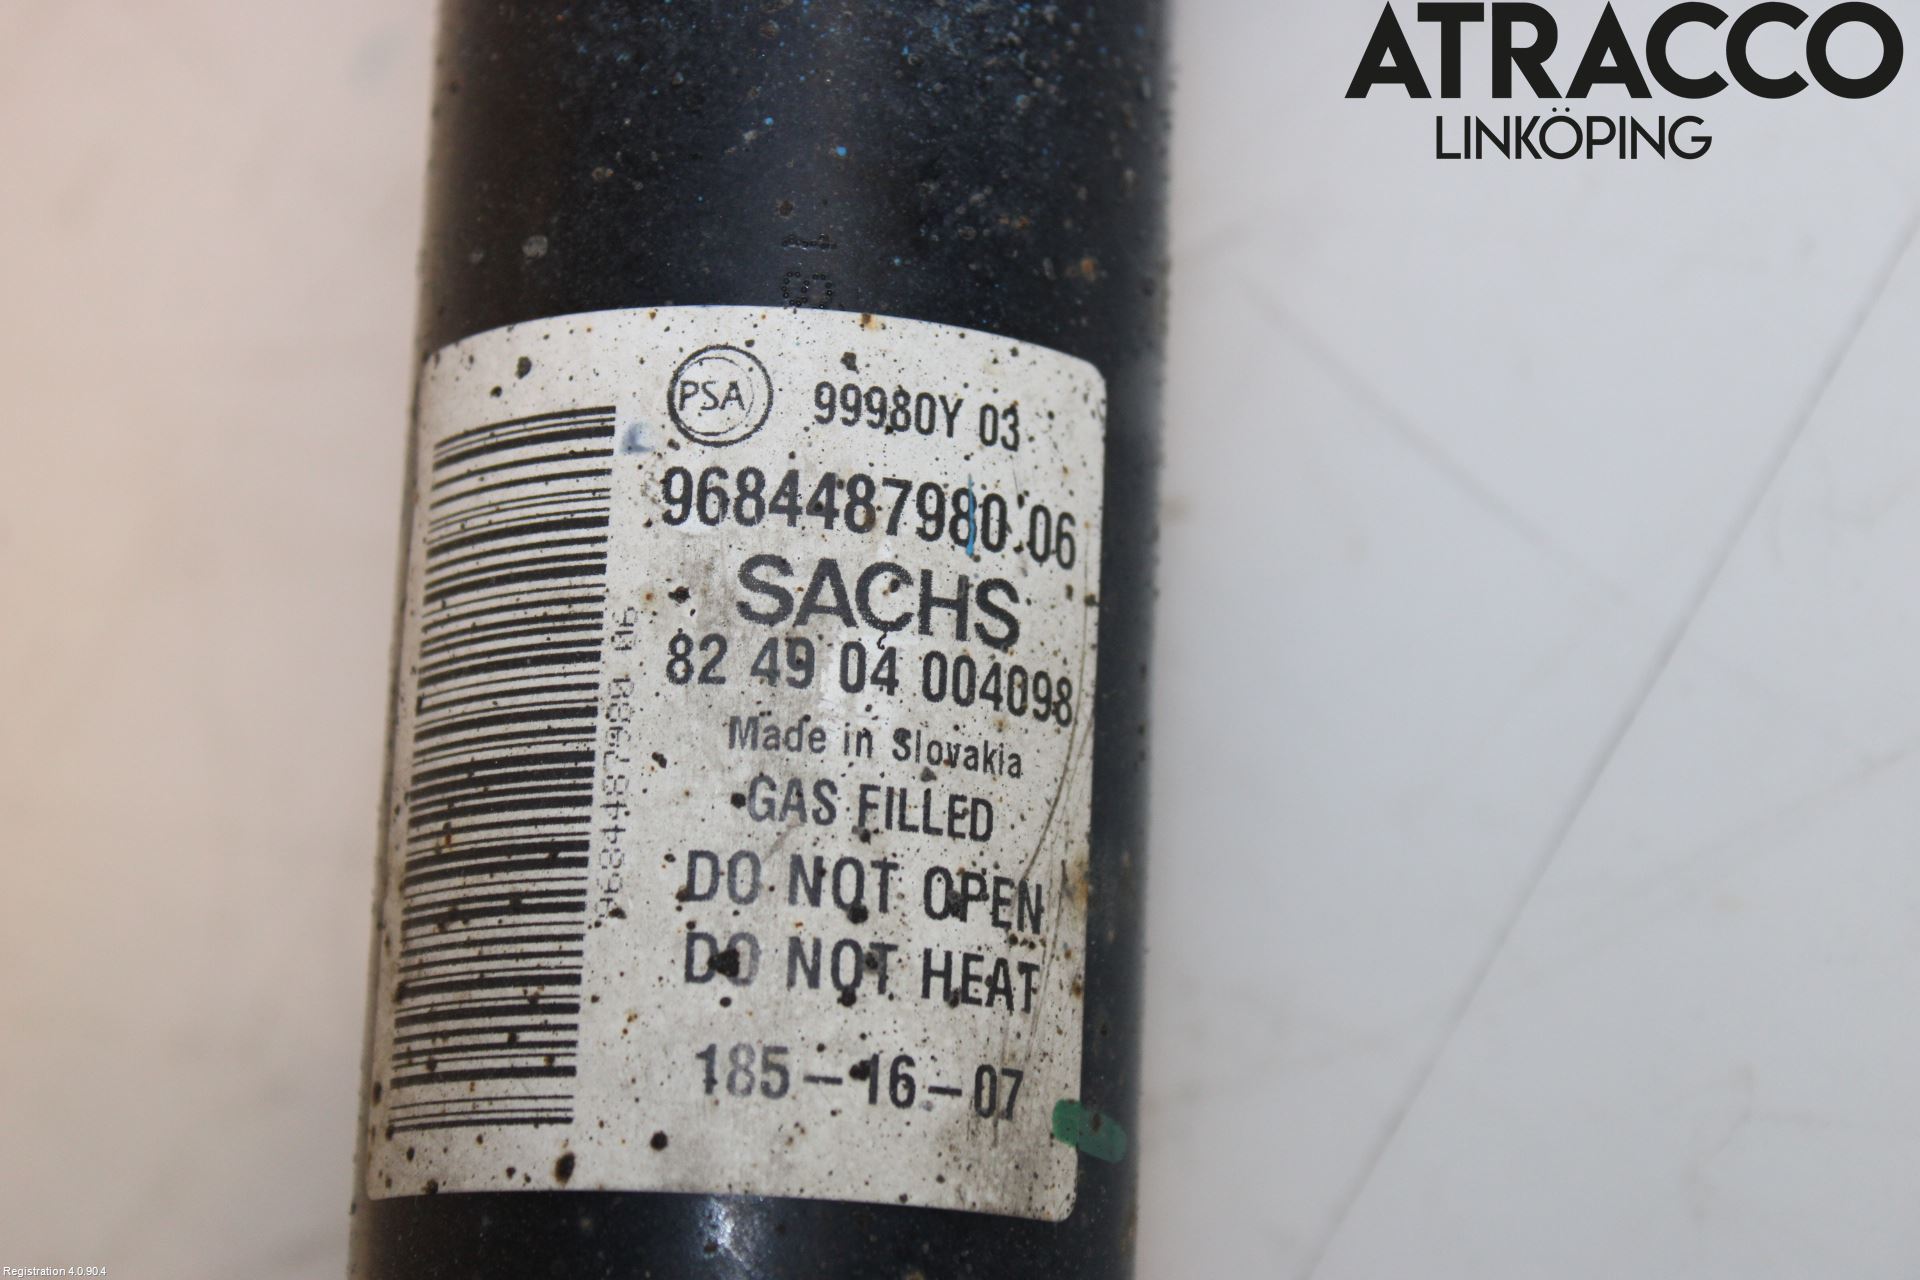 ATRACCO
LINKÖPING
PSA 99980Y 03
9684487980 06
SACHS
82 49 04 004098
Made in Slovakia
GAS FILLED
DO NOT OPEN
DO NOT HEAT
185-16-07
Registration 4.0.90.4